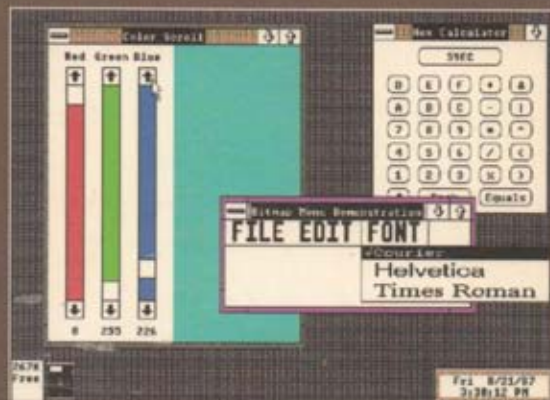 Color Scroll
Red Green Blue
0 255 226
Hex Calculator
D E F + &
A B C - |
7 8 9 * ^
4 5 6 / <
1 2 3 % >
Equals
Bitmap Menu Demonstration
FILE EDIT FONT
✓Courier
Helvetica
Times Roman
267K
Free
Fri 8/21/87
3:30:12 PM